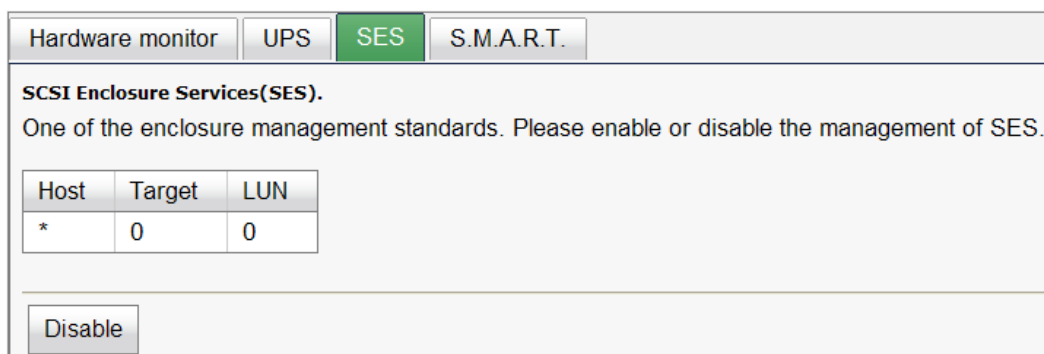 Hardware monitor UPS SES S.M.A.R.T.
SCSI Enclosure Services(SES).
One of the enclosure management standards. Please enable or disable the management of SES.
Host Target LUN
* 0 0
Disable